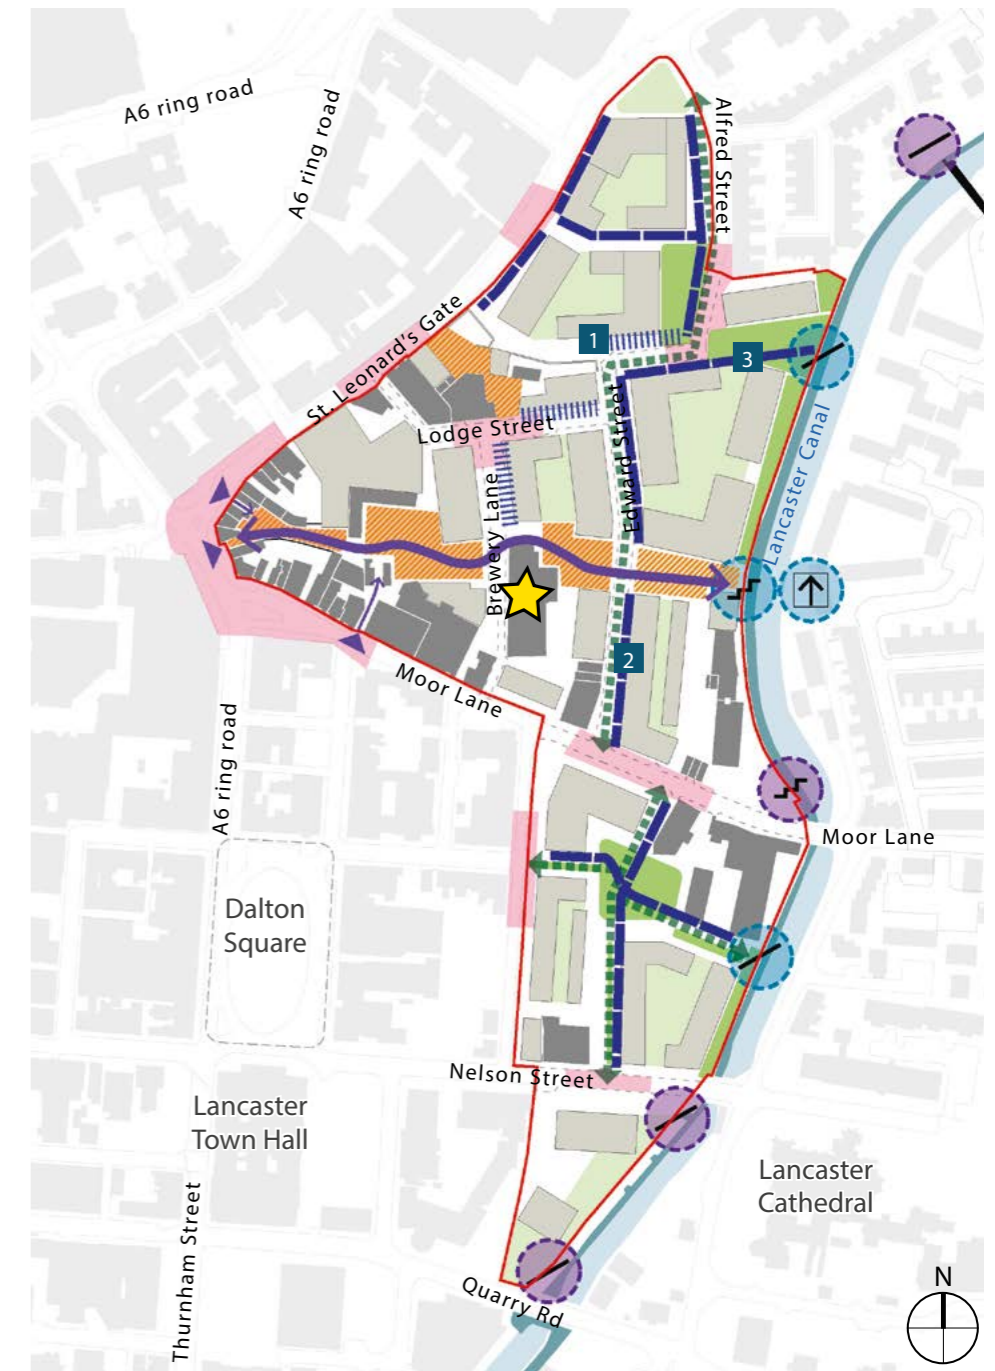 A6 ring road
A6 ring road
Alfred Street
St. Leonard's Gate
1
3
Lodge Street
Edward Street
Lancaster Canal
Brewery Lane
2
Moor Lane
A6 ring road
Moor Lane
Dalton
Square
Nelson Street
Lancaster
Town Hall
Lancaster
Cathedral
Thurnham Street
Quarry Rd
N